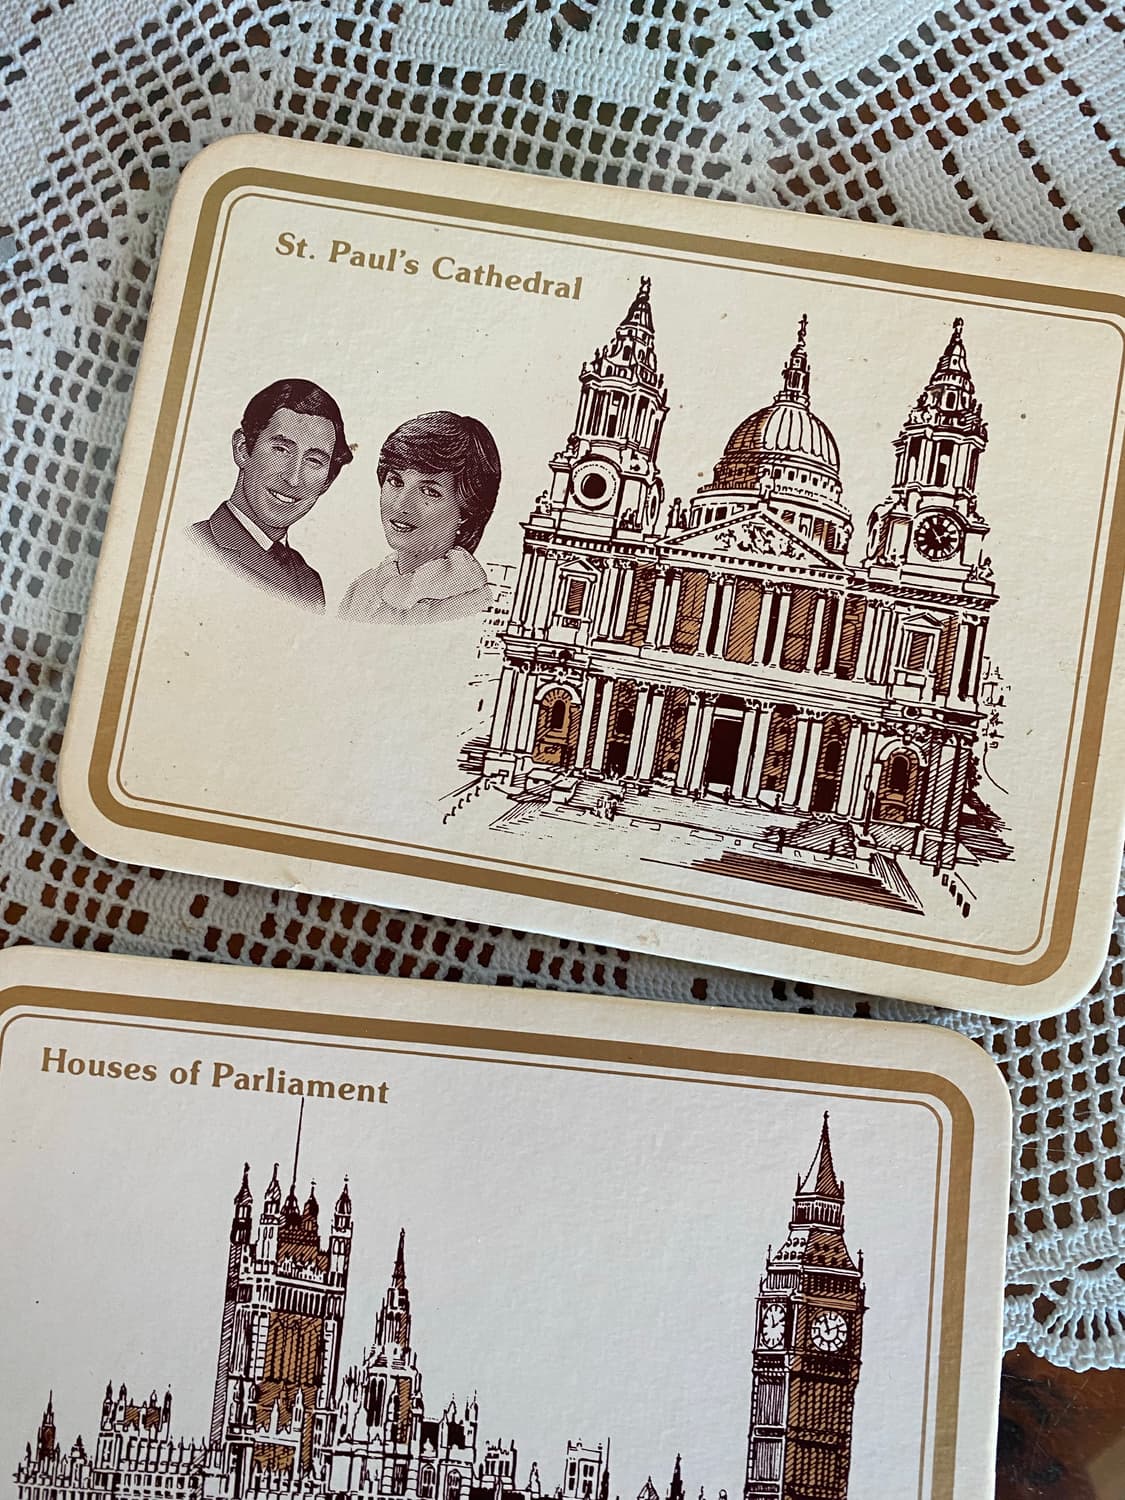 St. Paul's Cathedral
Houses of Parliament